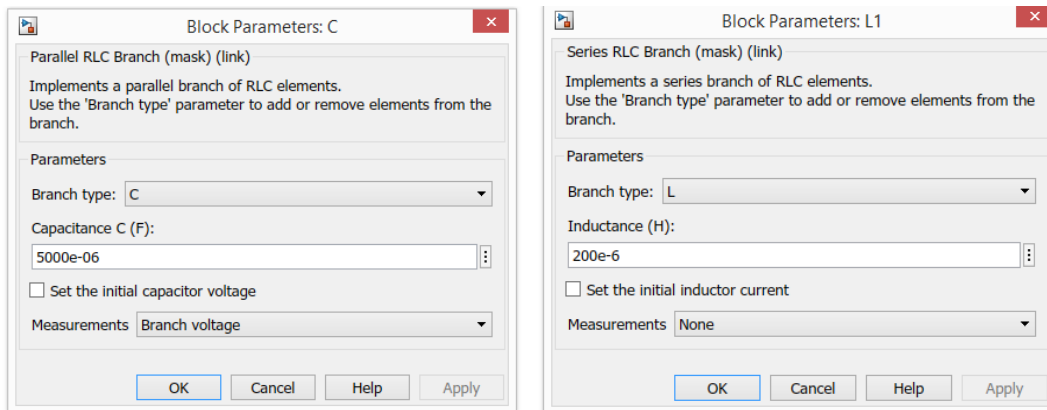 Block Parameters: C
Parallel RLC Branch (mask) (link)
Implements a parallel branch of RLC elements.
Use the 'Branch type' parameter to add or remove elements from the
branch.
Parameters
Branch type: C
Capacitance C (F):
5000e-06
Set the initial capacitor voltage
Measurements Branch voltage
OK Cancel Help Apply
Block Parameters: L1
Series RLC Branch (mask) (link)
Implements a series branch of RLC elements.
Use the 'Branch type' parameter to add or remove elements from the
branch.
Parameters
Branch type: L
Inductance (H):
200e-6
Set the initial inductor current
Measurements None
OK Cancel Help Apply